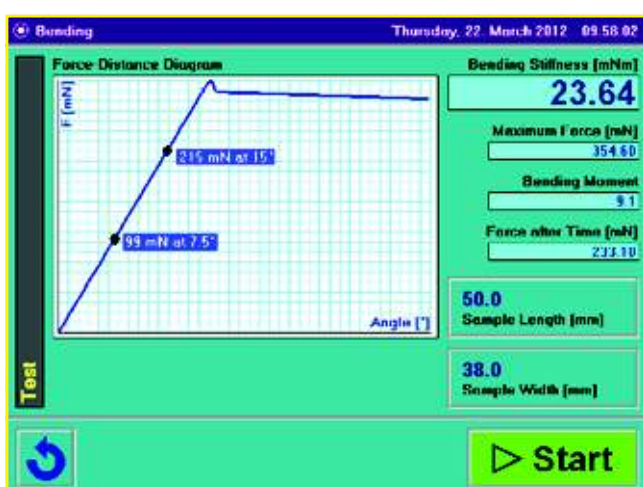 Bending
Thursday, 22. March 2012 09.58.02
Force Distance Diagram
F [mN]
215 mN at 15°
99 mN at 7.5°
Angle [°]
Bending Stiffness [mNm]
23.64
Maximum Force [mN]
354.60
Bending Moment
9.1
Force after Time [mN]
233.10
50.0
Sample Length [mm]
38.0
Sample Width [mm]
Test
Start